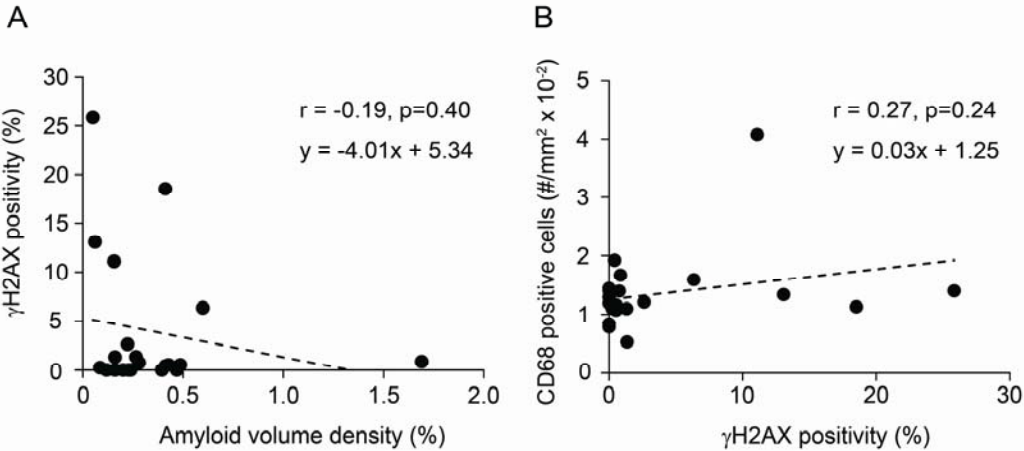 A
B
γH2AX positivity (%)
30
25
20
15
10
5
0
r = -0.19, p=0.40
y = -4.01x + 5.34
0
0.5
1.0
1.5
2.0
Amyloid volume density (%)
CD68 positive cells (#/mm² x 10⁻²)
5
4
3
2
1
0
r = 0.27, p=0.24
y = 0.03x + 1.25
0
10
20
30
γH2AX positivity (%)